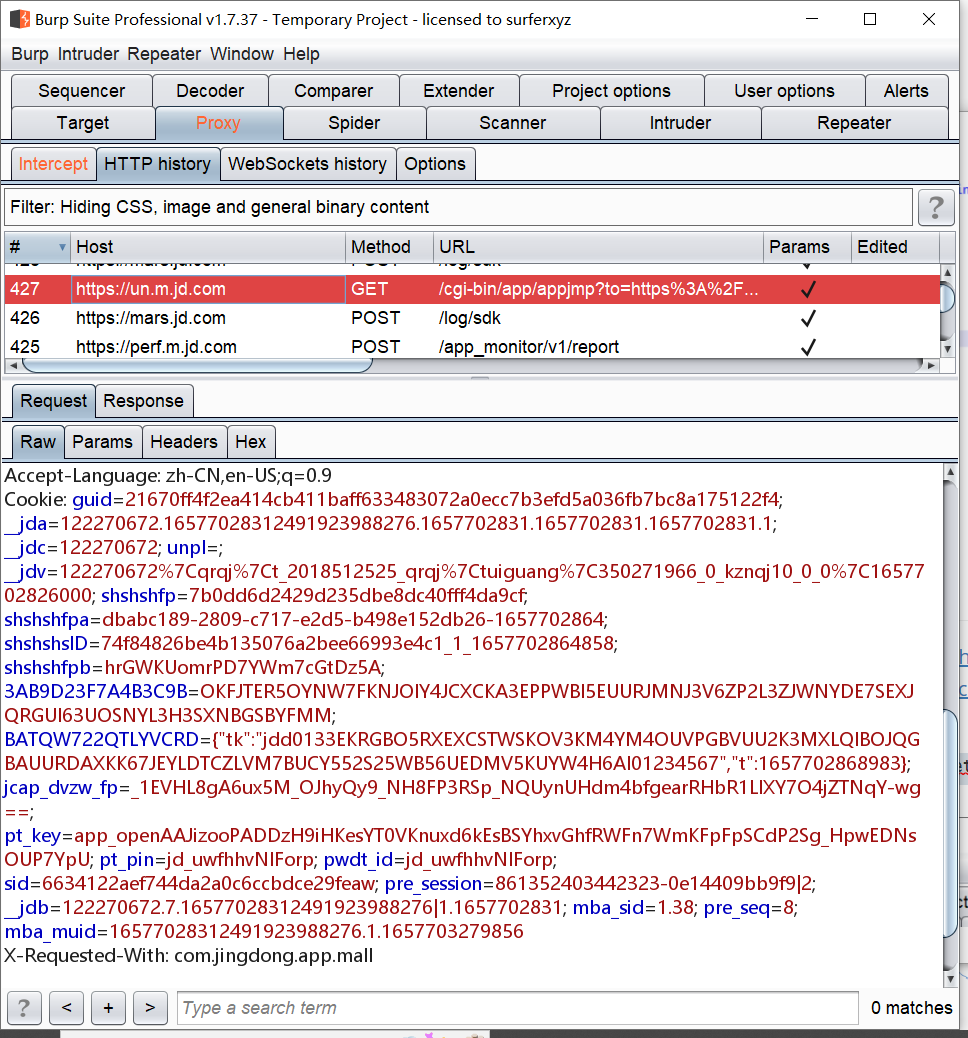 Burp Suite Professional v1.7.37 - Temporary Project - licensed to surferxyz
Burp Intruder Repeater Window Help
Sequencer Decoder Comparer Extender Project options User options Alerts
Target Proxy Spider Scanner Intruder Repeater
Intercept HTTP history WebSockets history Options
Filter: Hiding CSS, image and general binary content ?
# Host Method URL Params Edited
427 https://un.m.jd.com GET /cgi-bin/app/appjmp?to=https%3A%2F... ✓
426 https://mars.jd.com POST /log/sdk ✓
425 https://perf.m.jd.com POST /app_monitor/v1/report ✓
Request Response
Raw Params Headers Hex
Accept-Language: zh-CN,en-US;q=0.9
Cookie: guid=21670ff4f2ea414cb411baff633483072a0ecc7b3efd5a036fb7bc8a175122f4;
__jda=122270672.16577028312491923988276.1657702831.1657702831.1657702831.1;
__jdc=122270672; unpl=;
__jdv=122270672%7Cqrqj%7Ct_2018512525_qrqj%7Ctuiguang%7C350271966_0_kznqj10_0_0%7C1657
702826000; shshshfp=7b0dd6d2429d235dbe8dc40fff4da9cf;
shshshfpa=dbabc189-2809-c717-e2d5-b498e152db26-1657702864;
shshshsID=74f84826be4b135076a2bee66993e4c1_1_1657702864858;
shshshfpb=hrGWKUomrPD7YWm7cGtDz5A;
3AB9D23F7A4B3C9B=OKFJTER5OYNW7FKNJOIY4JCXCKA3EPPWBI5EUURJMNJ3V6ZP2L3ZJWNYDE7SEXJ
QRGUI63UOSNYL3H3SXNBGSBYFMM;
BATQW722QTLYVCRD={"tk":"jdd0133EKRGBO5RXEXCSTWSKOV3KM4YM4OUVPGBVUU2K3MXLQIBOJQG
BAUURDAXKK67JEYLDTCZLVM7BUCY552S25WB56UEDMV5KUYW4H6AI01234567","t":1657702868983};
jcap_dvzw_fp=_1EVHL8gA6ux5M_OJhyQy9_NH8FP3RSp_NQUynUHdm4bfgearRHbR1LIXY7O4jZTNqY-wg
==;
pt_key=app_openAAJizooPADDzH9iHKesYT0VKnuxd6kEsBSYhxvGhfRWFn7WmKFpFpSCdP2Sg_HpwEDNs
OUP7YpU; pt_pin=jd_uwfhhvNIForp; pwdt_id=jd_uwfhhvNIForp;
sid=6634122aef744da2a0c6ccbdce29feaw; pre_session=861352403442323-0e14409bb9f9|2;
__jdb=122270672.7.16577028312491923988276|1.1657702831; mba_sid=1.38; pre_seq=8;
mba_muid=16577028312491923988276.1.1657703279856
X-Requested-With: com.jingdong.app.mall
? < + > Type a search term 0 matches